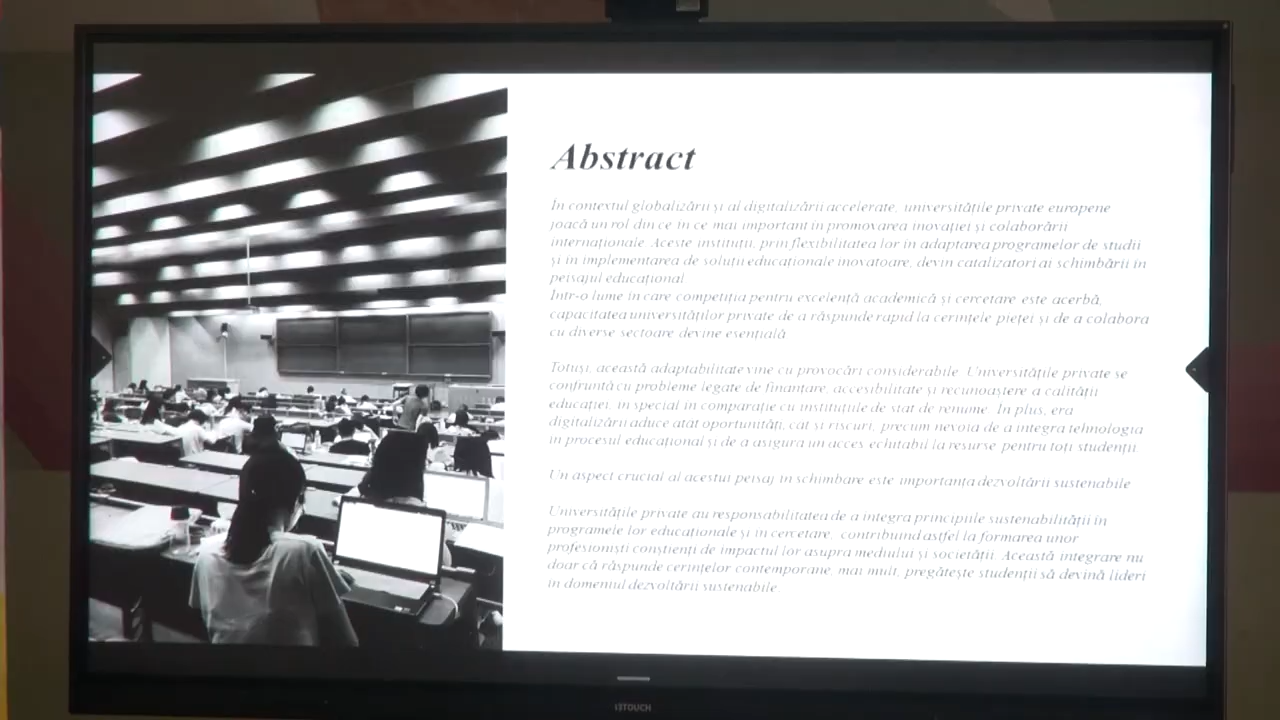 Abstract
În contextul globalizării și al digitalizării accelerate, universitățile private europene
joacă un rol din ce în ce mai important în promovarea inovației și colaborării
internaționale. Aceste instituții, prin flexibilitatea lor în adaptarea programelor de studii
și în implementarea de soluții educaționale inovatoare, devin catalizatori ai schimbării în
peisajul educațional.
Într-o lume în care competiția pentru excelență academică și cercetare este acerbă,
capacitatea universităților private de a răspunde rapid la cerințele pieței și de a colabora
cu diverse sectoare devine esențială.
Totuși, această adaptabilitate vine cu provocări considerabile. Universitățile private se
confruntă cu probleme legate de finanțare, accesibilitate și recunoaștere a calității
educației, în special în comparație cu instituțiile de stat de renume. În plus, era
digitalizării aduce atât oportunități, cât și riscuri, precum nevoia de a integra tehnologia
în procesul educațional și de a asigura un acces echitabil la resurse pentru toți studenții.
Un aspect crucial al acestui peisaj în schimbare este importanța dezvoltării sustenabile
Universitățile private au responsabilitatea de a integra principiile sustenabilității în
programele lor educaționale și în cercetare, contribuind astfel la formarea unor
profesioniști conștienți de impactul lor asupra mediului și societății. Această integrare nu
doar că răspunde cerințelor contemporane, mai mult, pregătește studenții să devină lideri
în domeniul dezvoltării sustenabile.
i3TOUCH